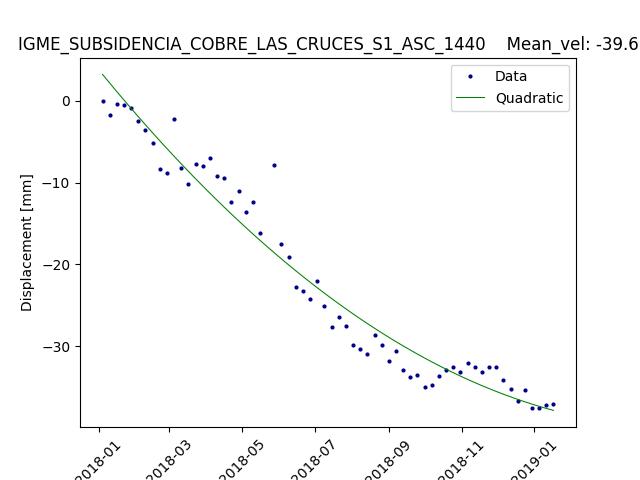 IGME_SUBSIDENCIA_COBRE_LAS_CRUCES_S1_ASC_1440 Mean_vel: -39.6
Data
Quadratic
Displacement [mm]
0
−10
−20
−30
2018-01
2018-03
2018-05
2018-07
2018-09
2018-11
2019-01